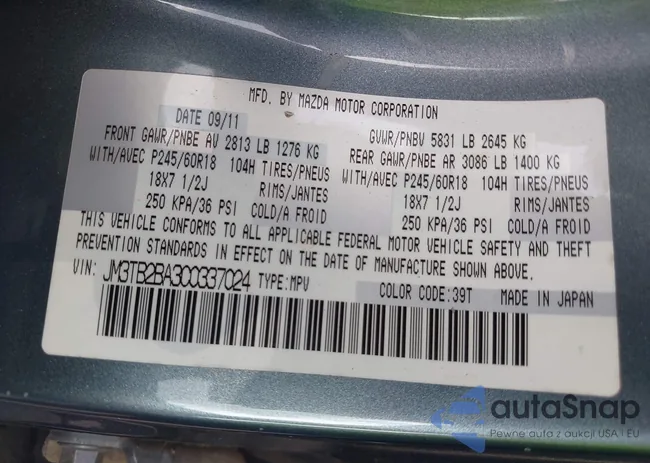 MFD. BY MAZDA MOTOR CORPORATION
DATE 09/11 GVWR/PNBV 5831 LB 2645 KG
FRONT GAWR/PNBE AV 2813 LB 1276 KG REAR GAWR/PNBE AR 3086 LB 1400 KG
WITH/AVEC P245/60R18 104H TIRES/PNEUS WITH/AVEC P245/60R18 104H TIRES/PNEUS
18X7 1/2J RIMS/JANTES 18X7 1/2J RIMS/JANTES
250 KPA/36 PSI COLD/A FROID 250 KPA/36 PSI COLD/A FROID
THIS VEHICLE CONFORMS TO ALL APPLICABLE FEDERAL MOTOR VEHICLE SAFETY AND THEFT
PREVENTION STANDARDS IN EFFECT ON THE DATE OF MANUFACTURE SHOWN ABOVE.
VIN: JM3TB2BA3C0337024 TYPE:MPV COLOR CODE:39T MADE IN JAPAN
autaSnap
Pewne auta z aukcji USA i EU